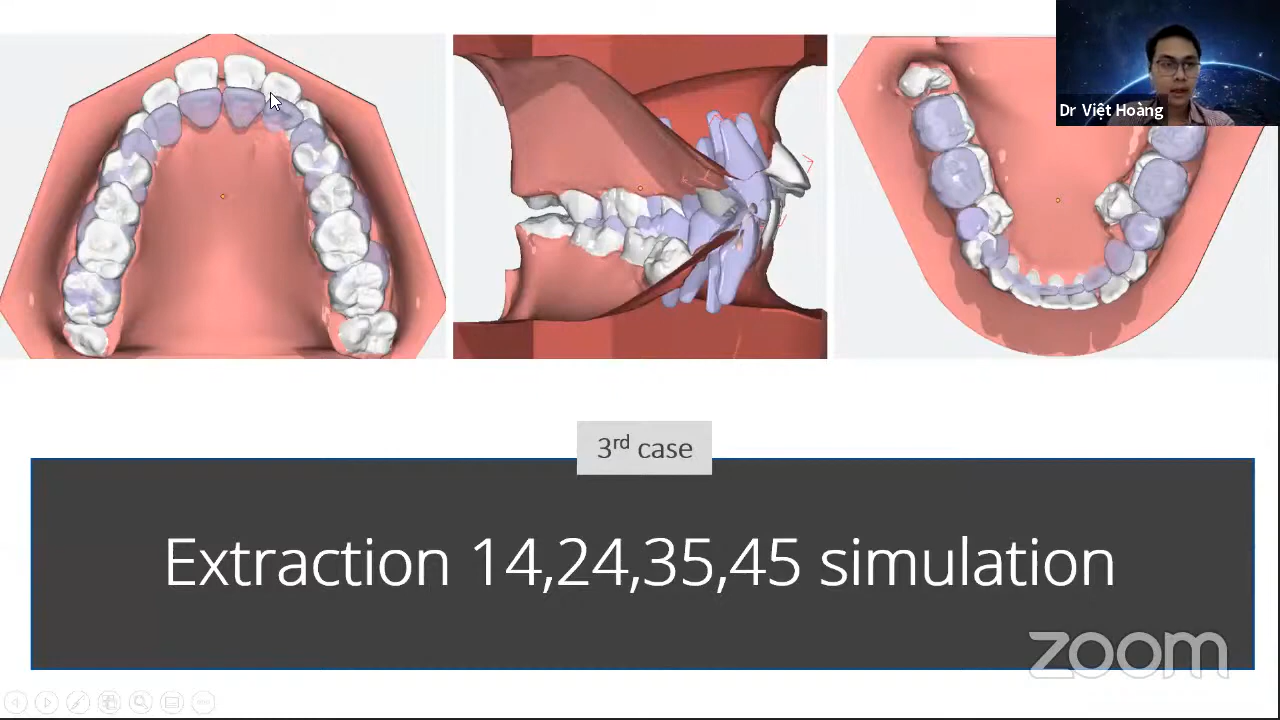 Dr Việt Hoàng
3rd case
Extraction 14,24,35,45 simulation
zoom